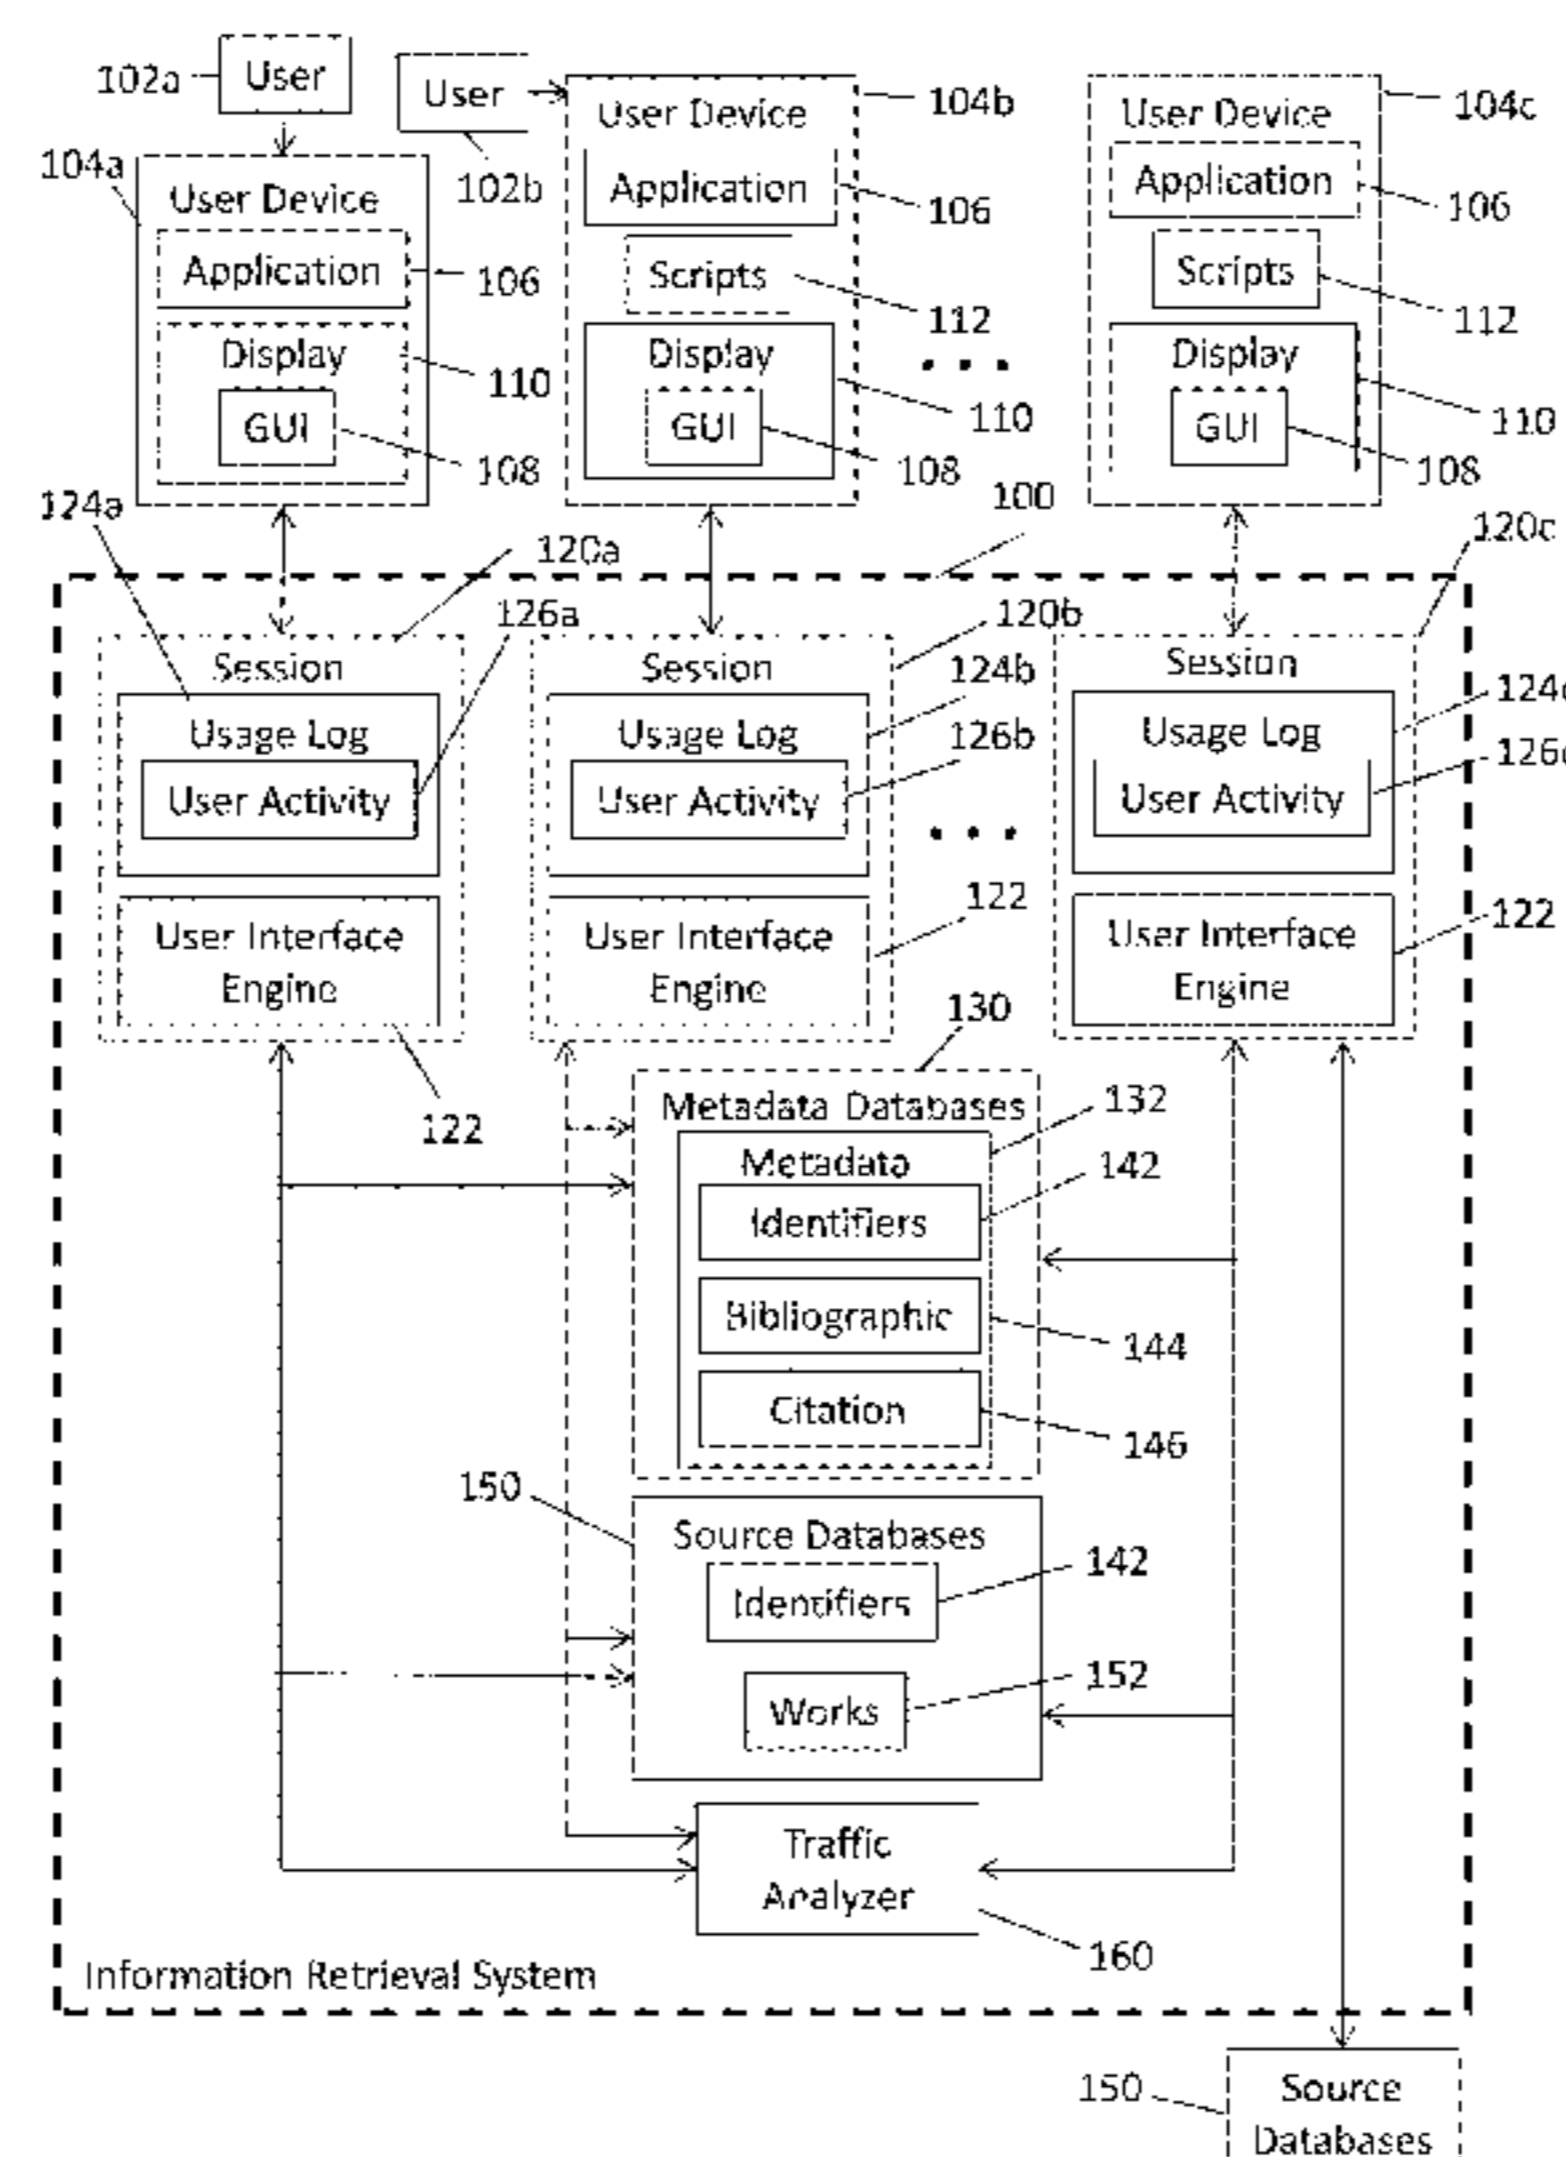 102a
User
User
102b
104a
User Device
Application
106
Display
110
GUI
108
104b
User Device
Application
106
Scripts
112
Display
110
GUI
108
104c
User Device
Application
106
Scripts
112
Display
110
GUI
108
100
124a
120a
126a
Session
Usage Log
User Activity
User Interface
Engine
122
120b
124b
126b
Session
Usage Log
User Activity
User Interface
Engine
122
120c
Session
124c
Usage Log
126c
User Activity
User Interface
Engine
122
130
Metadata Databases
132
Metadata
142
Identifiers
Bibliographic
144
Citation
146
150
Source Databases
142
Identifiers
152
Works
Traffic
Analyzer
160
Information Retrieval System
150
Source
Databases